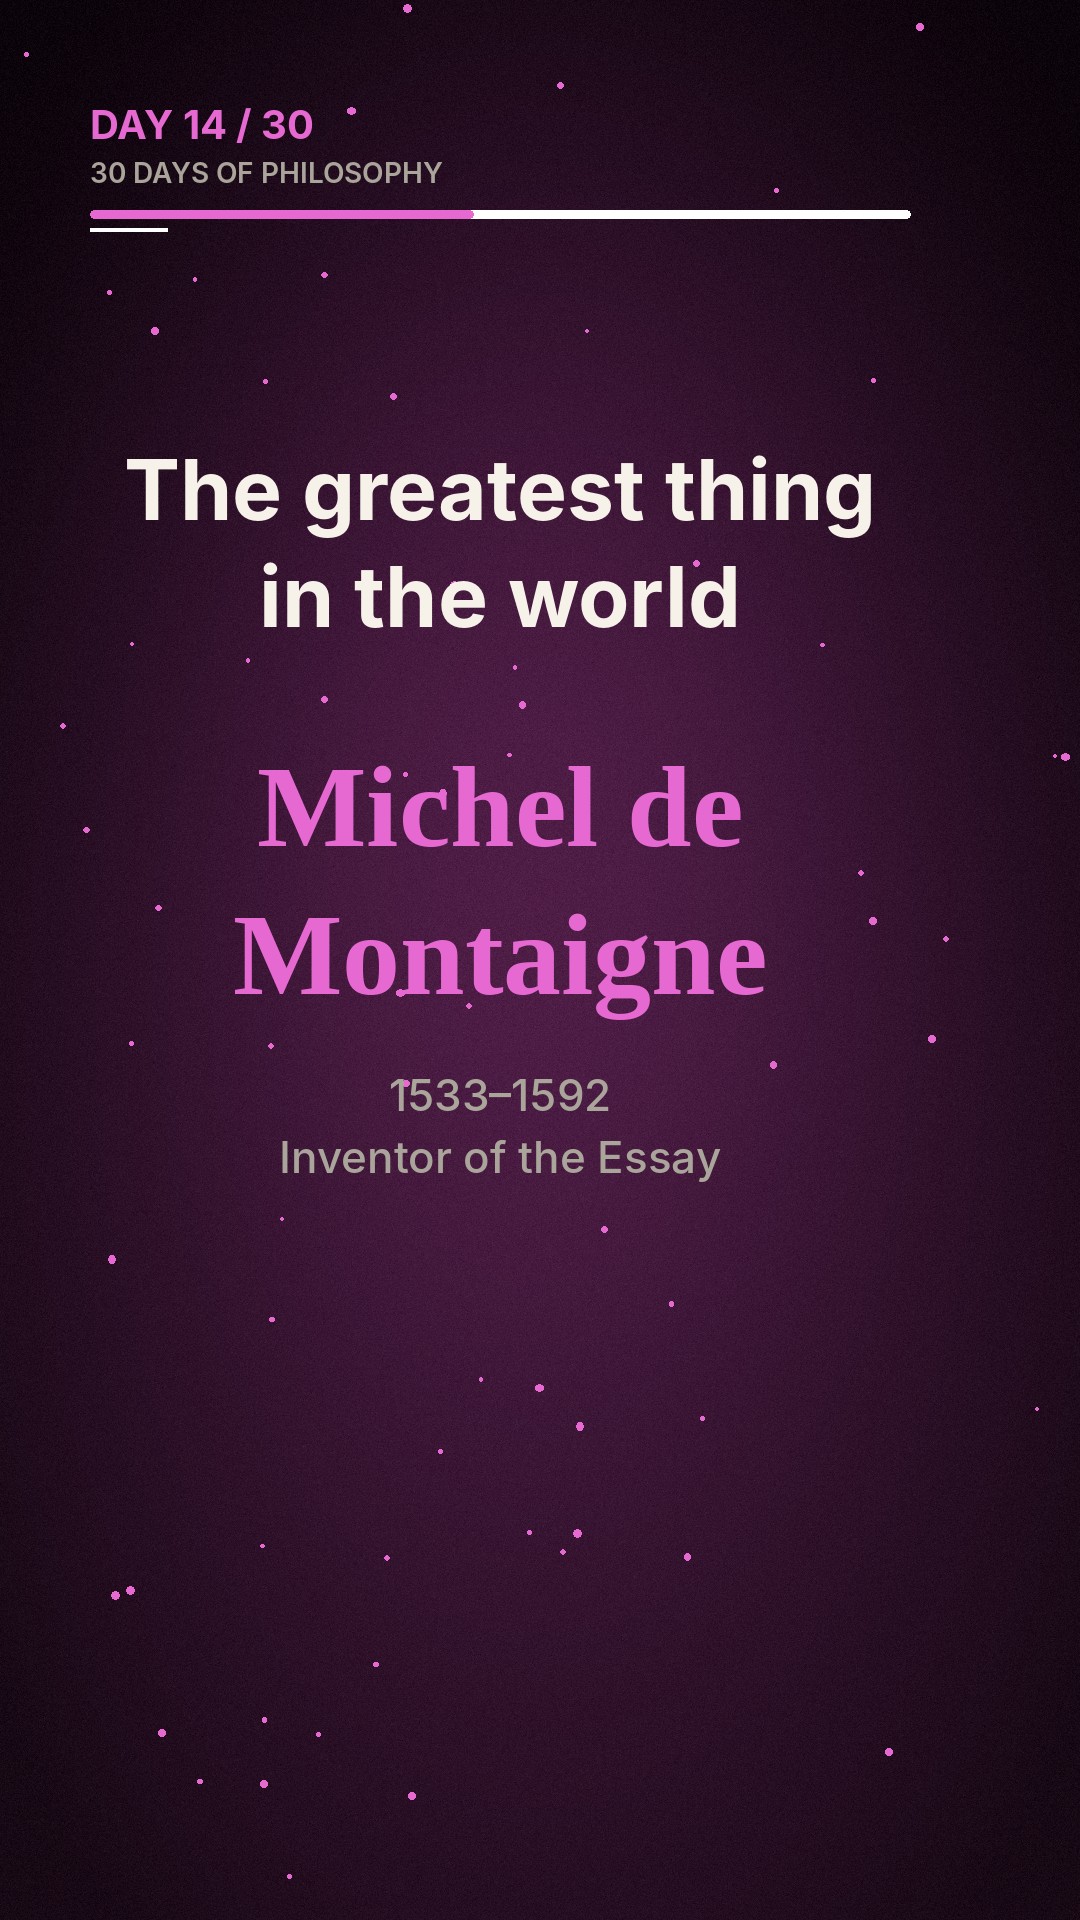 DAY 14 / 30
30 DAYS OF PHILOSOPHY
The greatest thing
in the world
Michel de
Montaigne
1533–1592
Inventor of the Essay